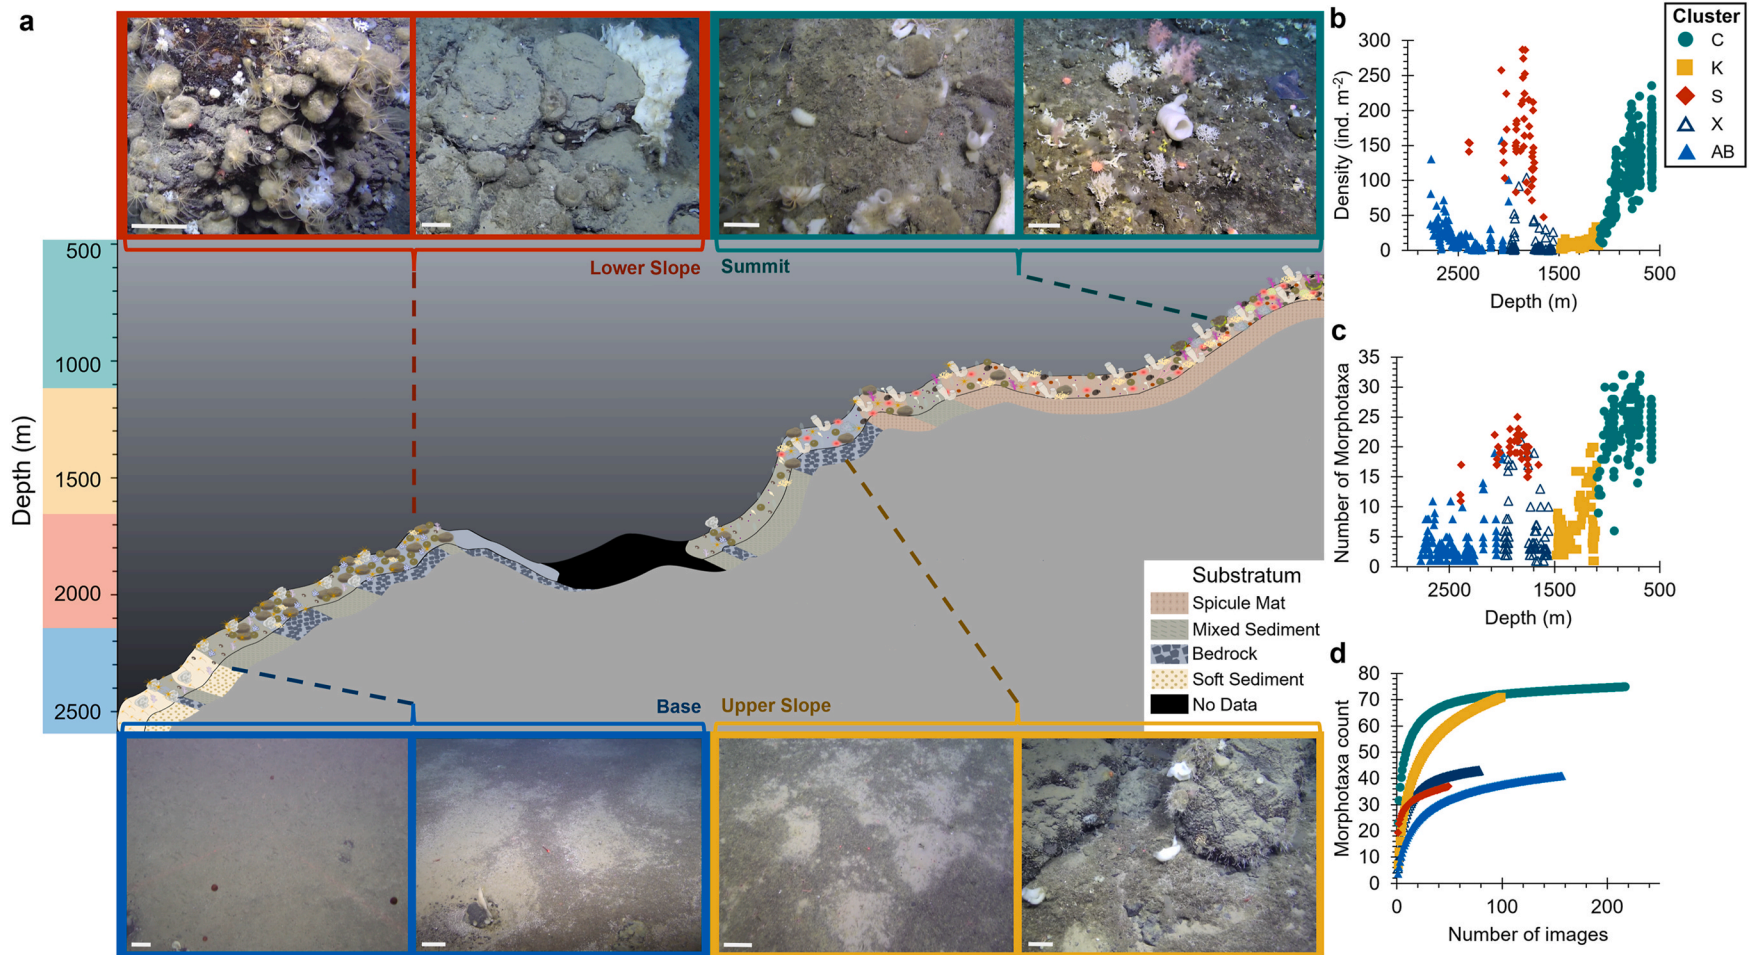 a
Lower Slope
Summit
500
1000
1500
2000
2500
Depth (m)
Base
Upper Slope
Substratum
Spicule Mat
Mixed Sediment
Bedrock
Soft Sediment
No Data
b
Cluster
C
K
S
X
AB
300
250
200
150
100
50
0
Density (ind. m-2)
2500 1500 500
Depth (m)
c
35
30
25
20
15
10
5
0
Number of Morphotaxa
2500 1500 500
Depth (m)
d
80
70
60
50
40
30
20
10
0
Morphotaxa count
0 100 200
Number of images